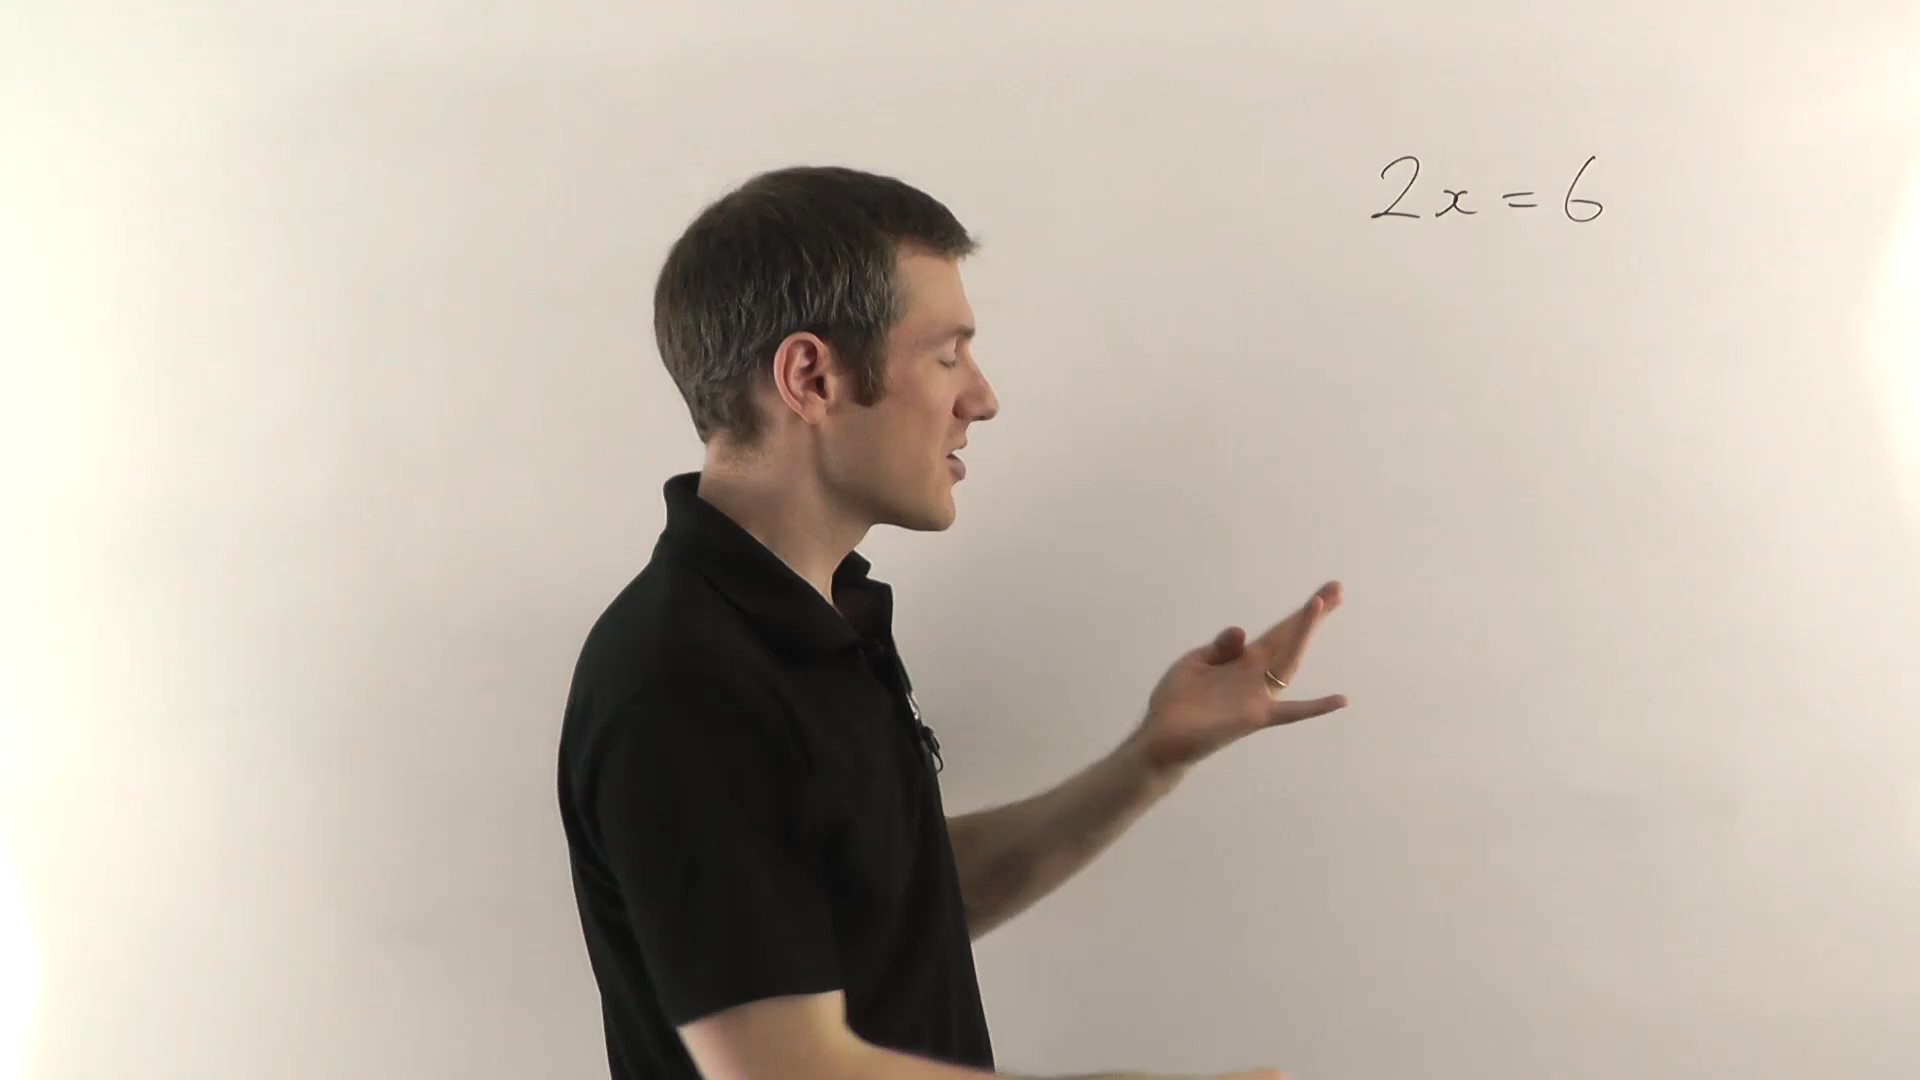 2x = 6